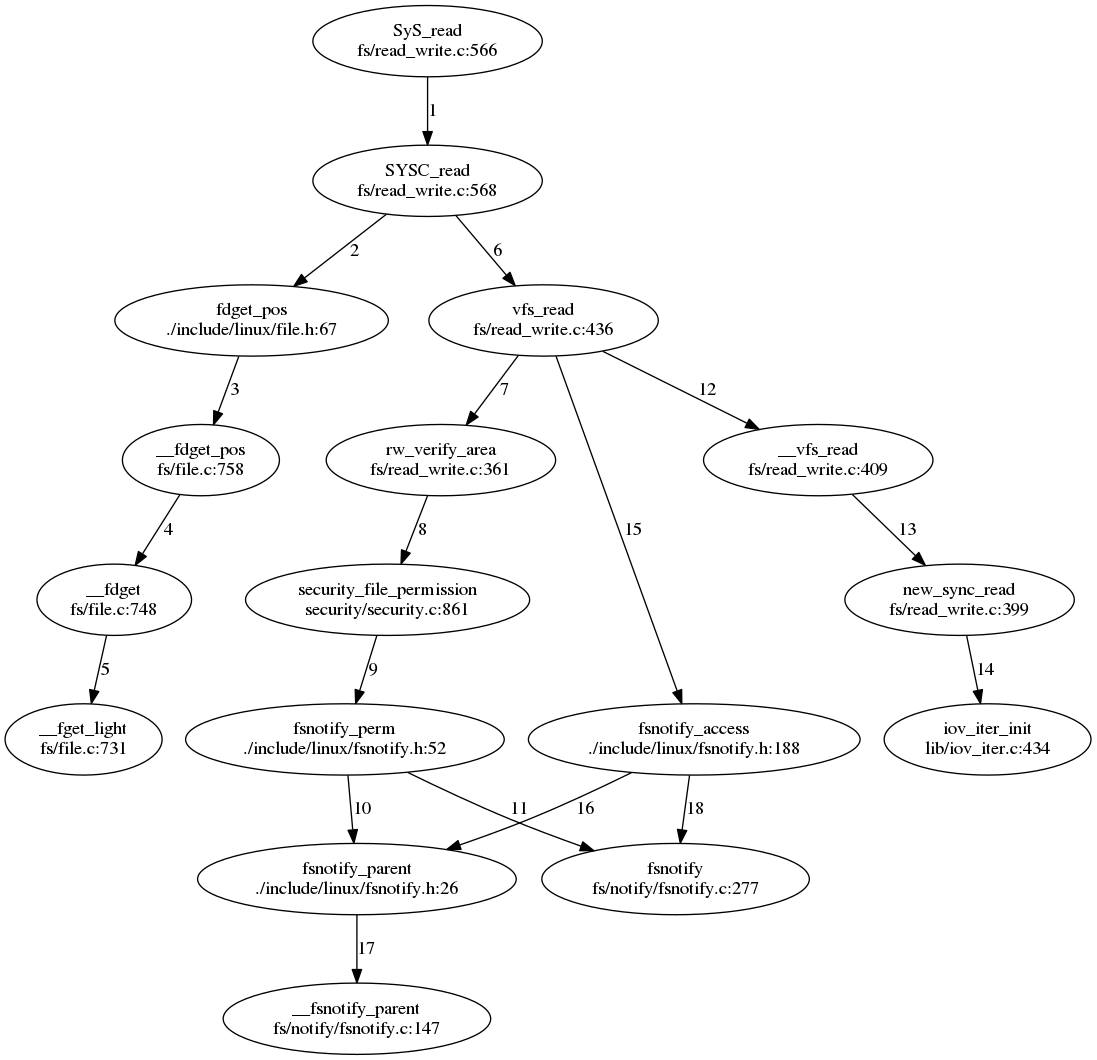 SyS_read
fs/read_write.c:566
1
SYSC_read
fs/read_write.c:568
2
6
fdget_pos
./include/linux/file.h:67
vfs_read
fs/read_write.c:436
3
7
12
__fdget_pos
fs/file.c:758
rw_verify_area
fs/read_write.c:361
__vfs_read
fs/read_write.c:409
4
8
15
13
__fdget
fs/file.c:748
security_file_permission
security/security.c:861
new_sync_read
fs/read_write.c:399
5
9
14
__fget_light
fs/file.c:731
fsnotify_perm
./include/linux/fsnotify.h:52
fsnotify_access
./include/linux/fsnotify.h:188
iov_iter_init
lib/iov_iter.c:434
10
11
16
18
fsnotify_parent
./include/linux/fsnotify.h:26
fsnotify
fs/notify/fsnotify.c:277
17
__fsnotify_parent
fs/notify/fsnotify.c:147